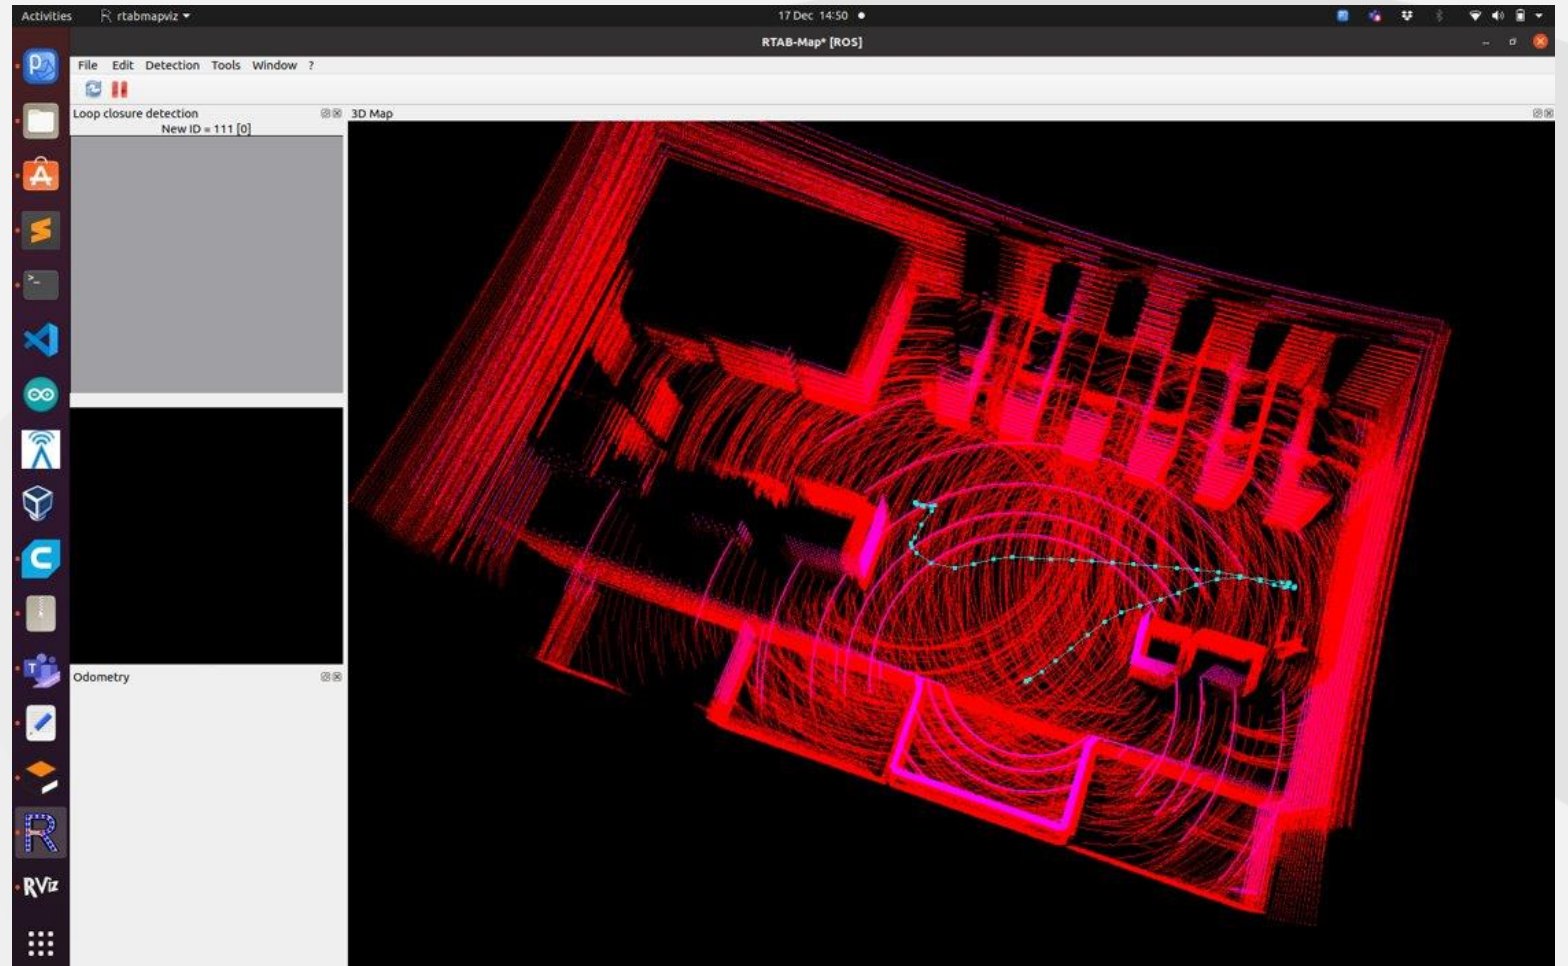 Activities
rtabmapviz
17 Dec 14:50
RTAB-Map* [ROS]
File Edit Detection Tools Window ?
Loop closure detection
3D Map
New ID = 111 [0]
Odometry
RViz